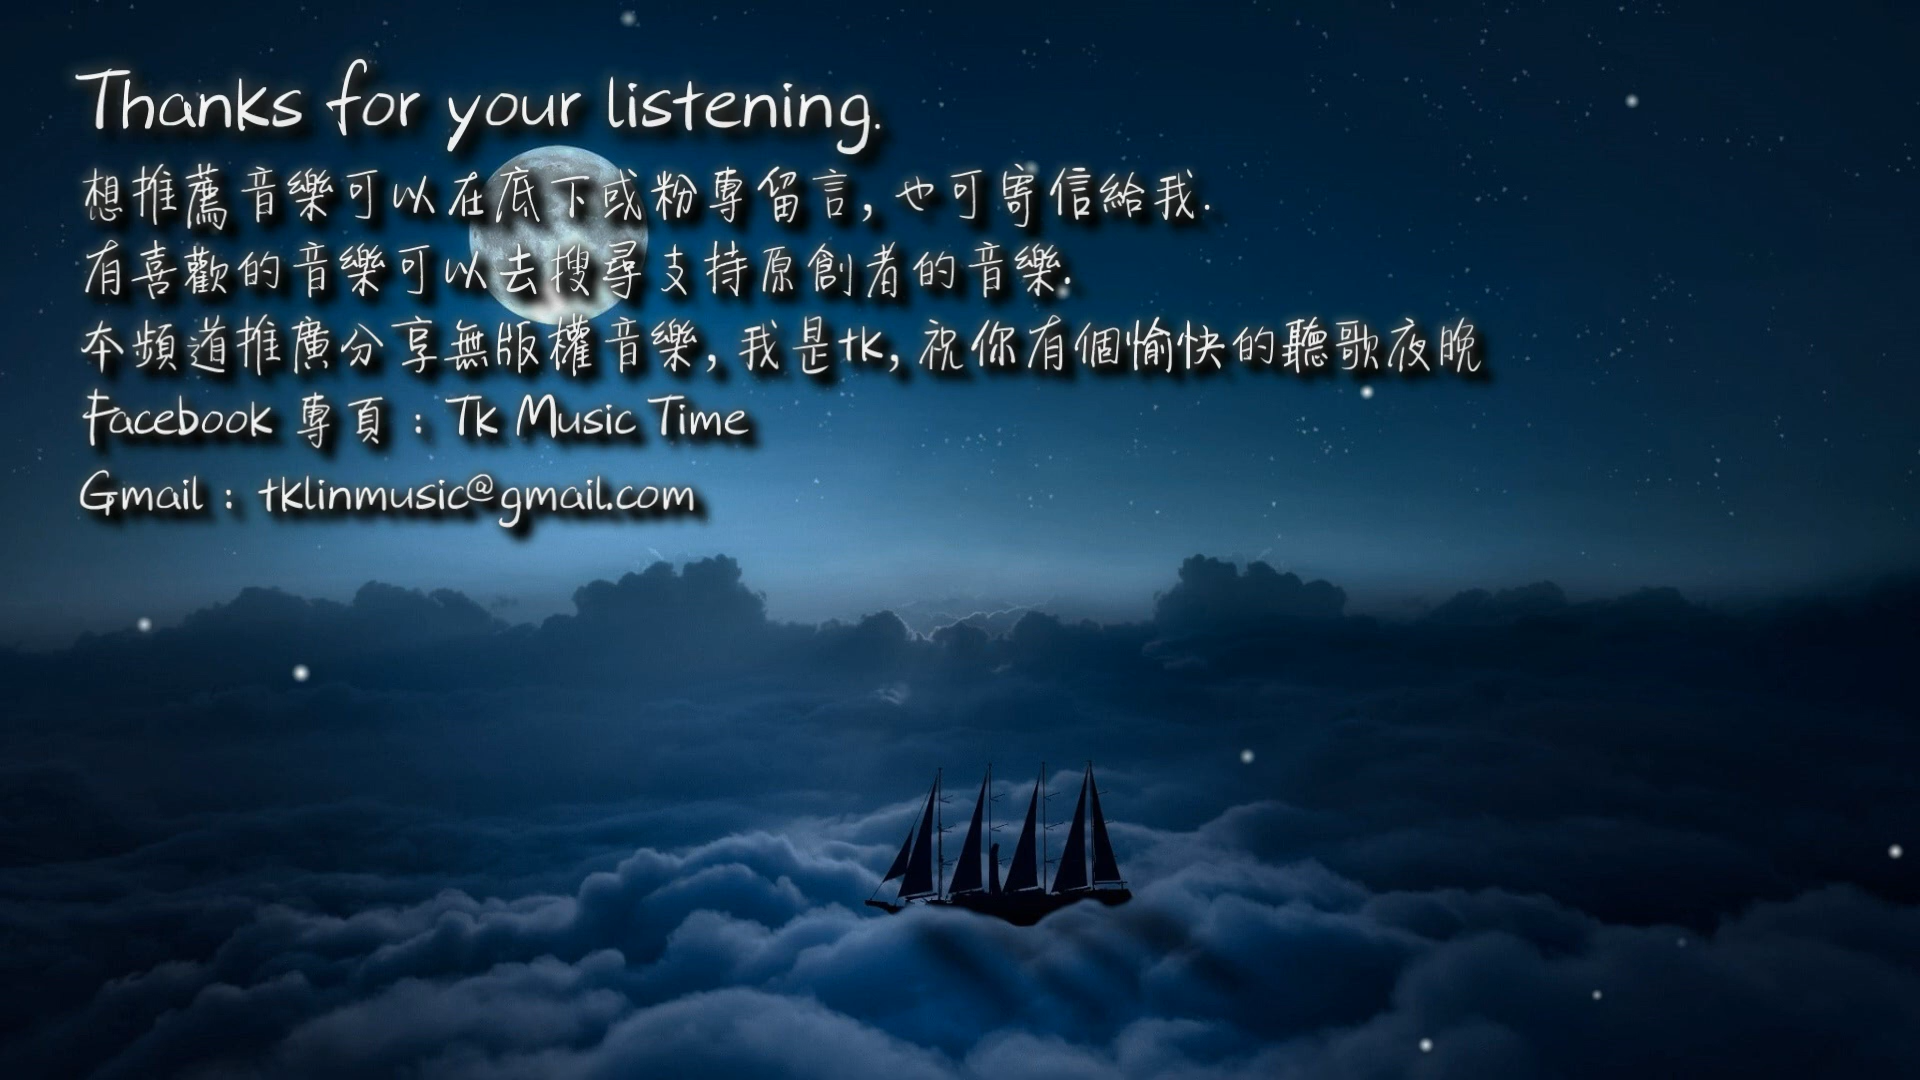 Thanks for your listening.
想推薦音樂可以在底下或粉專留言, 也可寄信給我.
有喜歡的音樂可以去搜尋支持原創者的音樂.
本頻道推廣分享無版權音樂, 我是tk, 祝你有個愉快的聽歌夜晚
Facebook 專頁 : Tk Music Time
Gmail : tklinmusic@gmail.com